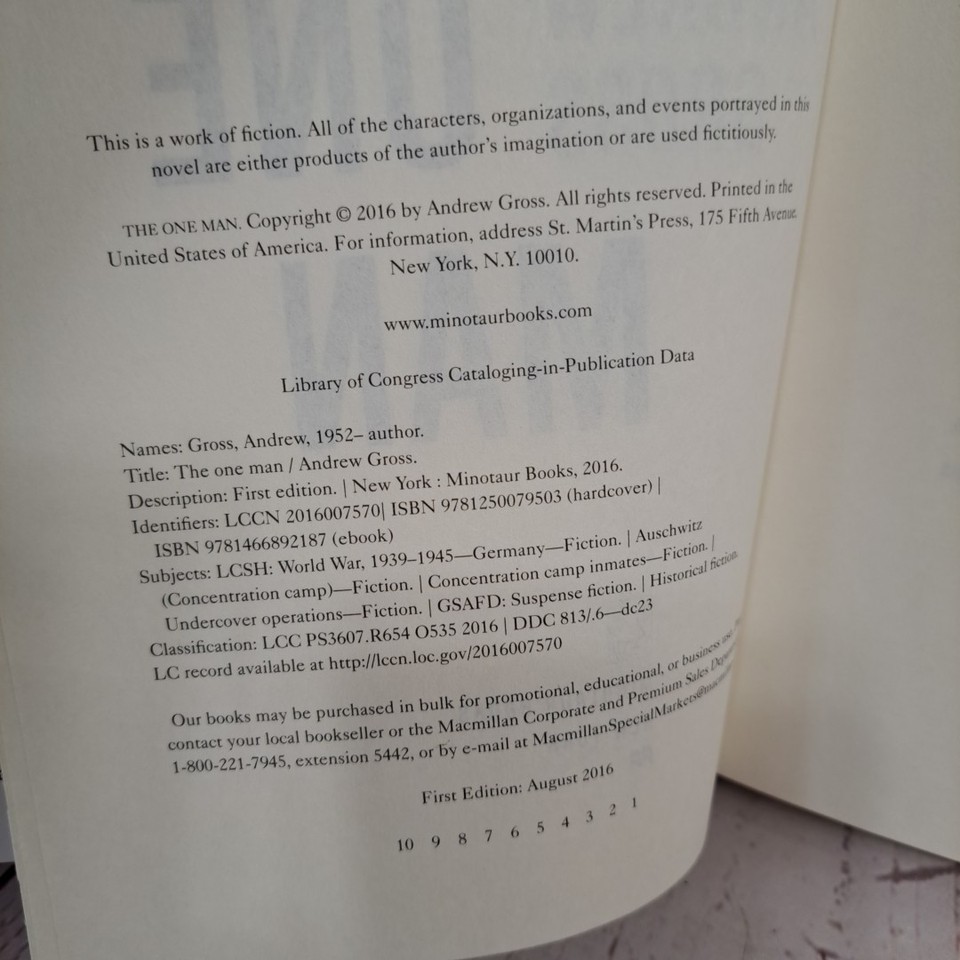 This is a work of fiction. All of the characters, organizations, and events portrayed in this
novel are either products of the author's imagination or are used fictitiously.
THE ONE MAN. Copyright © 2016 by Andrew Gross. All rights reserved. Printed in the
United States of America. For information, address St. Martin's Press, 175 Fifth Avenue
New York, N.Y. 10010.
www.minotaurbooks.com
Library of Congress Cataloging-in-Publication Data
Names: Gross, Andrew, 1952– author.
Title: The one man / Andrew Gross.
Description: First edition. | New York : Minotaur Books, 2016.
Identifiers: LCCN 2016007570| ISBN 9781250079503 (hardcover) |
ISBN 9781466892187 (ebook)
Subjects: LCSH: World War, 1939–1945—Germany—Fiction. | Auschwitz
(Concentration camp)—Fiction. | Concentration camp inmates—Fiction. |
Undercover operations—Fiction. | GSAFD: Suspense fiction. | Historical fiction.
Classification: LCC PS3607.R654 O535 2016 | DDC 813/.6—dc23
LC record available at http://lccn.loc.gov/2016007570
Our books may be purchased in bulk for promotional, educational, or business use.
contact your local bookseller or the Macmillan Corporate and Premium Sales
1-800-221-7945, extension 5442, or by e-mail at MacmillanSpecialMarkets@
First Edition: August 2016
10 9 8 7 6 5 4 3 2 1